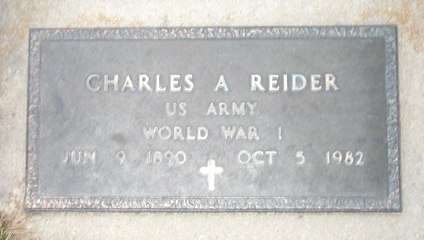 CHARLES A REIDER
US ARMY
WORLD WAR I
JUN 9 1890 OCT 5 1982